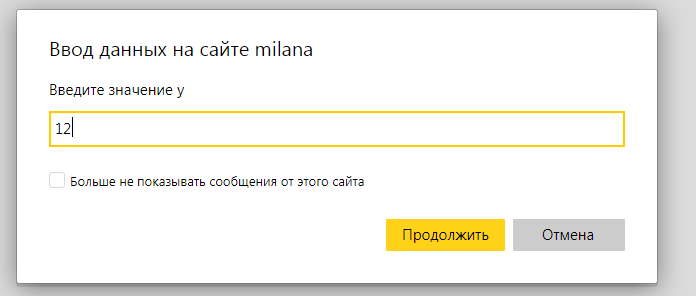 Ввод данных на сайте milana
Введите значение y
12
Больше не показывать сообщения от этого сайта
Продолжить Отмена